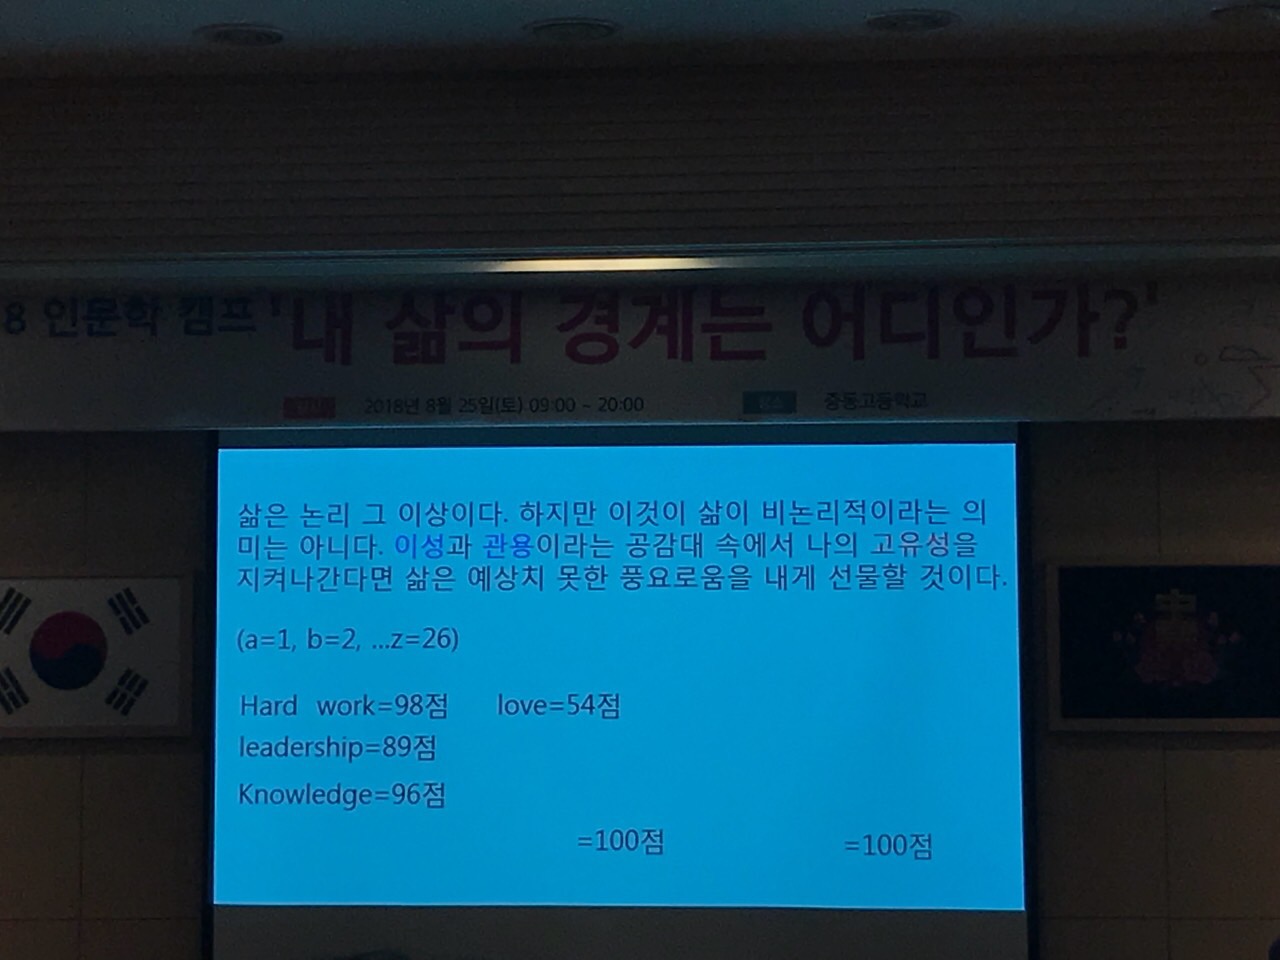 8 인문학 캠프 '내 삶의 경계는 어디인가?'
일시 2018년 8월 25일(토) 09:00 ~ 20:00 장소 중동고등학교
삶은 논리 그 이상이다. 하지만 이것이 삶이 비논리적이라는 의
미는 아니다. 이성과 관용이라는 공감대 속에서 나의 고유성을
지켜나간다면 삶은 예상치 못한 풍요로움을 내게 선물할 것이다.
(a=1, b=2, ...z=26)
Hard work=98점 love=54점
leadership=89점
Knowledge=96점
=100점 =100점
中